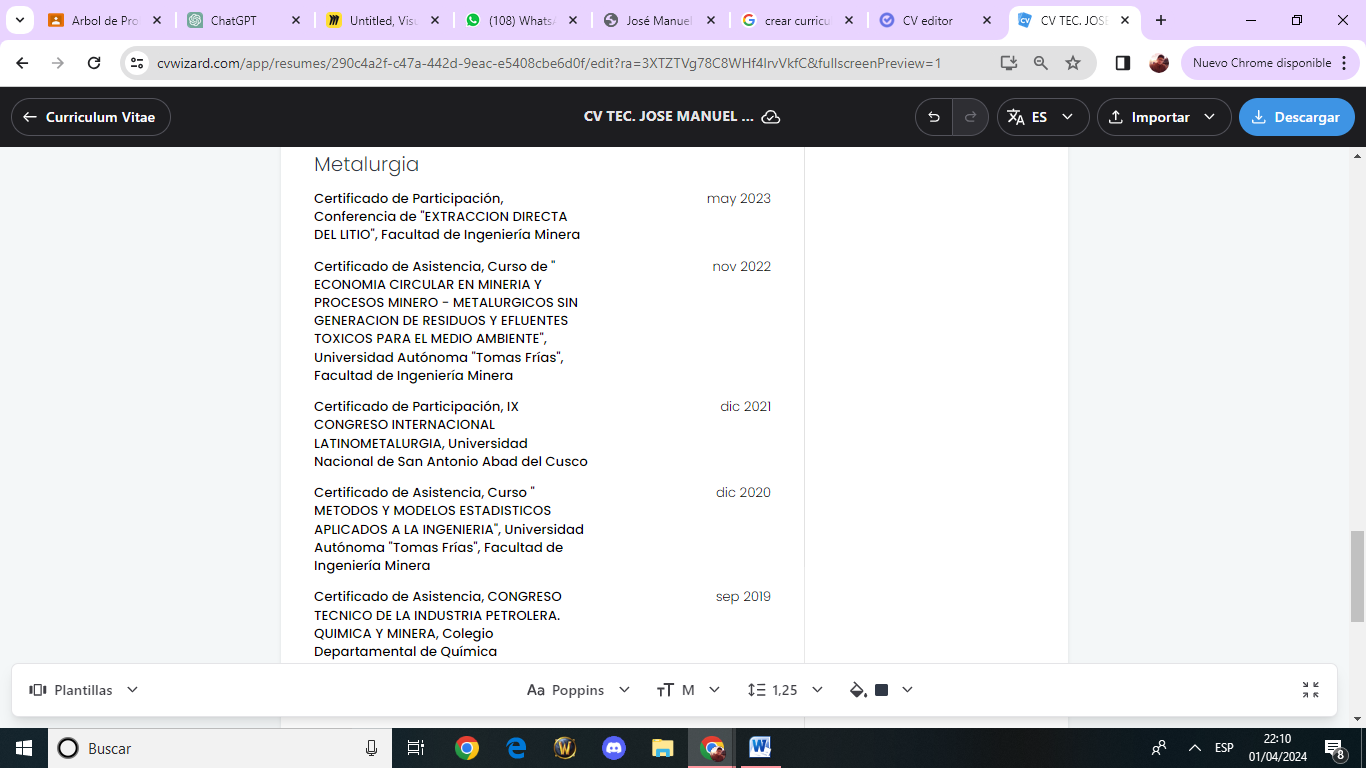 Arbol de Pro
ChatGPT
Untitled, Visu
(108) WhatsA
José Manuel
crear curricu
CV editor
CV TEC. JOSE
cvwizard.com/app/resumes/290c4a2f-c47a-442d-9eac-e5408cbe6d0f/edit?ra=3XTZTVg78C8WHf4lrvVkfC&fullscreenPreview=1
Nuevo Chrome disponible
Curriculum Vitae
CV TEC. JOSE MANUEL ...
ES
Importar
Descargar
Metalurgia
Certificado de Participación, may 2023
Conferencia de "EXTRACCION DIRECTA
DEL LITIO", Facultad de Ingeniería Minera
Certificado de Asistencia, Curso de " nov 2022
ECONOMIA CIRCULAR EN MINERIA Y
PROCESOS MINERO - METALURGICOS SIN
GENERACION DE RESIDUOS Y EFLUENTES
TOXICOS PARA EL MEDIO AMBIENTE",
Universidad Autónoma "Tomas Frías",
Facultad de Ingeniería Minera
Certificado de Participación, IX dic 2021
CONGRESO INTERNACIONAL
LATINOMETALURGIA, Universidad
Nacional de San Antonio Abad del Cusco
Certificado de Asistencia, Curso " dic 2020
METODOS Y MODELOS ESTADISTICOS
APLICADOS A LA INGENIERIA", Universidad
Autónoma "Tomas Frías", Facultad de
Ingeniería Minera
Certificado de Asistencia, CONGRESO sep 2019
TECNICO DE LA INDUSTRIA PETROLERA.
QUIMICA Y MINERA, Colegio
Departamental de Química
Plantillas
Aa Poppins
TT M
1,25
Buscar
ESP
22:10
01/04/2024
8